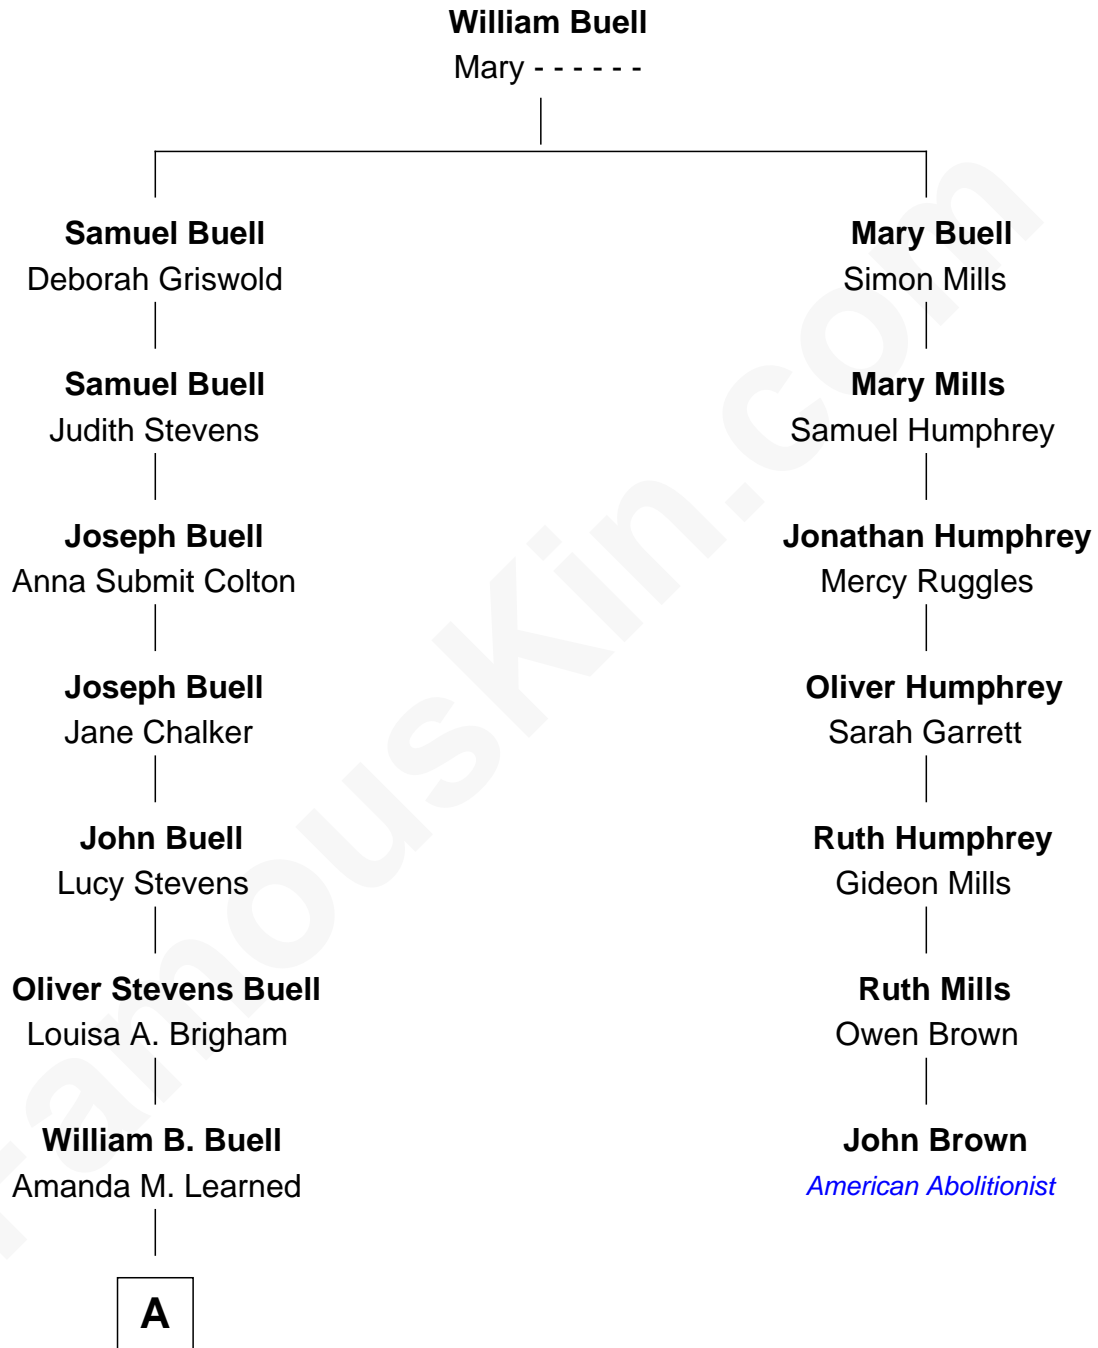 William Buell
Mary - - - - - -
Samuel Buell
Deborah Griswold
Mary Buell
Simon Mills
Samuel Buell
Judith Stevens
Mary Mills
Samuel Humphrey
Joseph Buell
Anna Submit Colton
Jonathan Humphrey
Mercy Ruggles
Joseph Buell
Jane Chalker
Oliver Humphrey
Sarah Garrett
John Buell
Lucy Stevens
Ruth Humphrey
Gideon Mills
Oliver Stevens Buell
Louisa A. Brigham
Ruth Mills
Owen Brown
William B. Buell
Amanda M. Learned
John Brown
American Abolitionist
A
FamousKin.com